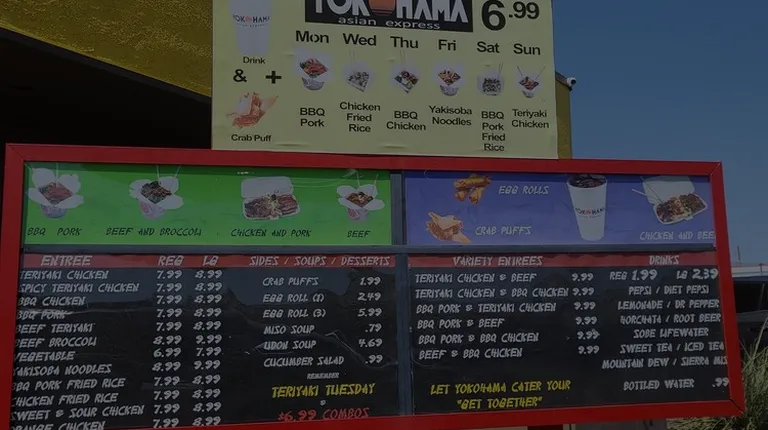 YOKOHAMA
YOKOHAMA
asian express
6.99
Mon Wed Thu Fri Sat Sun
Drink
& +
Crab Puff
BBQ Pork
Chicken Fried Rice
BBQ Chicken
Yakisoba Noodles
BBQ Pork Fried Rice
Teriyaki Chicken
BBQ PORK
BEEF AND BROCCOLI
CHICKEN AND PORK
BEEF
EGG ROLLS
CRAB PUFFS
YOKOHAMA
CHICKEN AND BEE
ENTREE REG LG
TERIYAKI CHICKEN 7.99 8.99
SPICY TERIYAKI CHICKEN 7.99 8.99
BBQ CHICKEN 7.99 8.99
BBQ PORK 7.99 8.99
BEEF TERIYAKI 7.99 8.99
BEEF BROCCOLI 8.99 9.99
VEGETABLE 6.99 7.99
YAKISOBA NOODLES 7.99 8.99
BBQ PORK FRIED RICE 7.99 8.99
CHICKEN FRIED RICE 7.99 8.99
SWEET & SOUR CHICKEN 7.99 8.99
ORANGE CHICKEN 7.99 8.99
SIDES / SOUPS / DESSERTS
CRAB PUFFS 1.99
EGG ROLL (1) 2.49
EGG ROLL (3) 5.99
MISO SOUP .79
UDON SOUP 4.69
CUCUMBER SALAD .99
REMEMBER
TERIYAKI TUESDAY
$6.99 COMBOS
VARIETY ENTREES
TERIYAKI CHICKEN & BEEF 9.99
TERIYAKI CHICKEN & BBQ CHICKEN 9.99
BBQ PORK & TERIYAKI CHICKEN 9.99
BBQ PORK & BEEF 9.99
BBQ PORK & BBQ CHICKEN 9.99
BEEF & BBQ CHICKEN 9.99
LET YOKOHAMA CATER YOUR
"GET TOGETHER"
DRINKS
REG 1.99 LG 2.39
PEPSI / DIET PEPSI
LEMONADE / DR PEPPER
HORCHATA / ROOT BEER
SOBE LIFEWATER
SWEET TEA / ICED TEA
MOUNTAIN DEW / SIERRA MIS
BOTTLED WATER .99